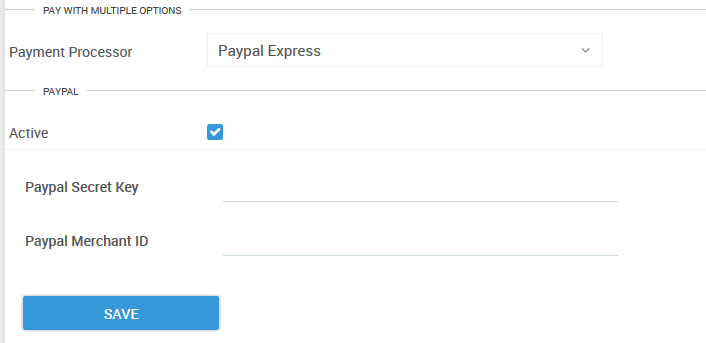 PAY WITH MULTIPLE OPTIONS
Payment Processor
Paypal Express
PAYPAL
Active
Paypal Secret Key
Paypal Merchant ID
SAVE